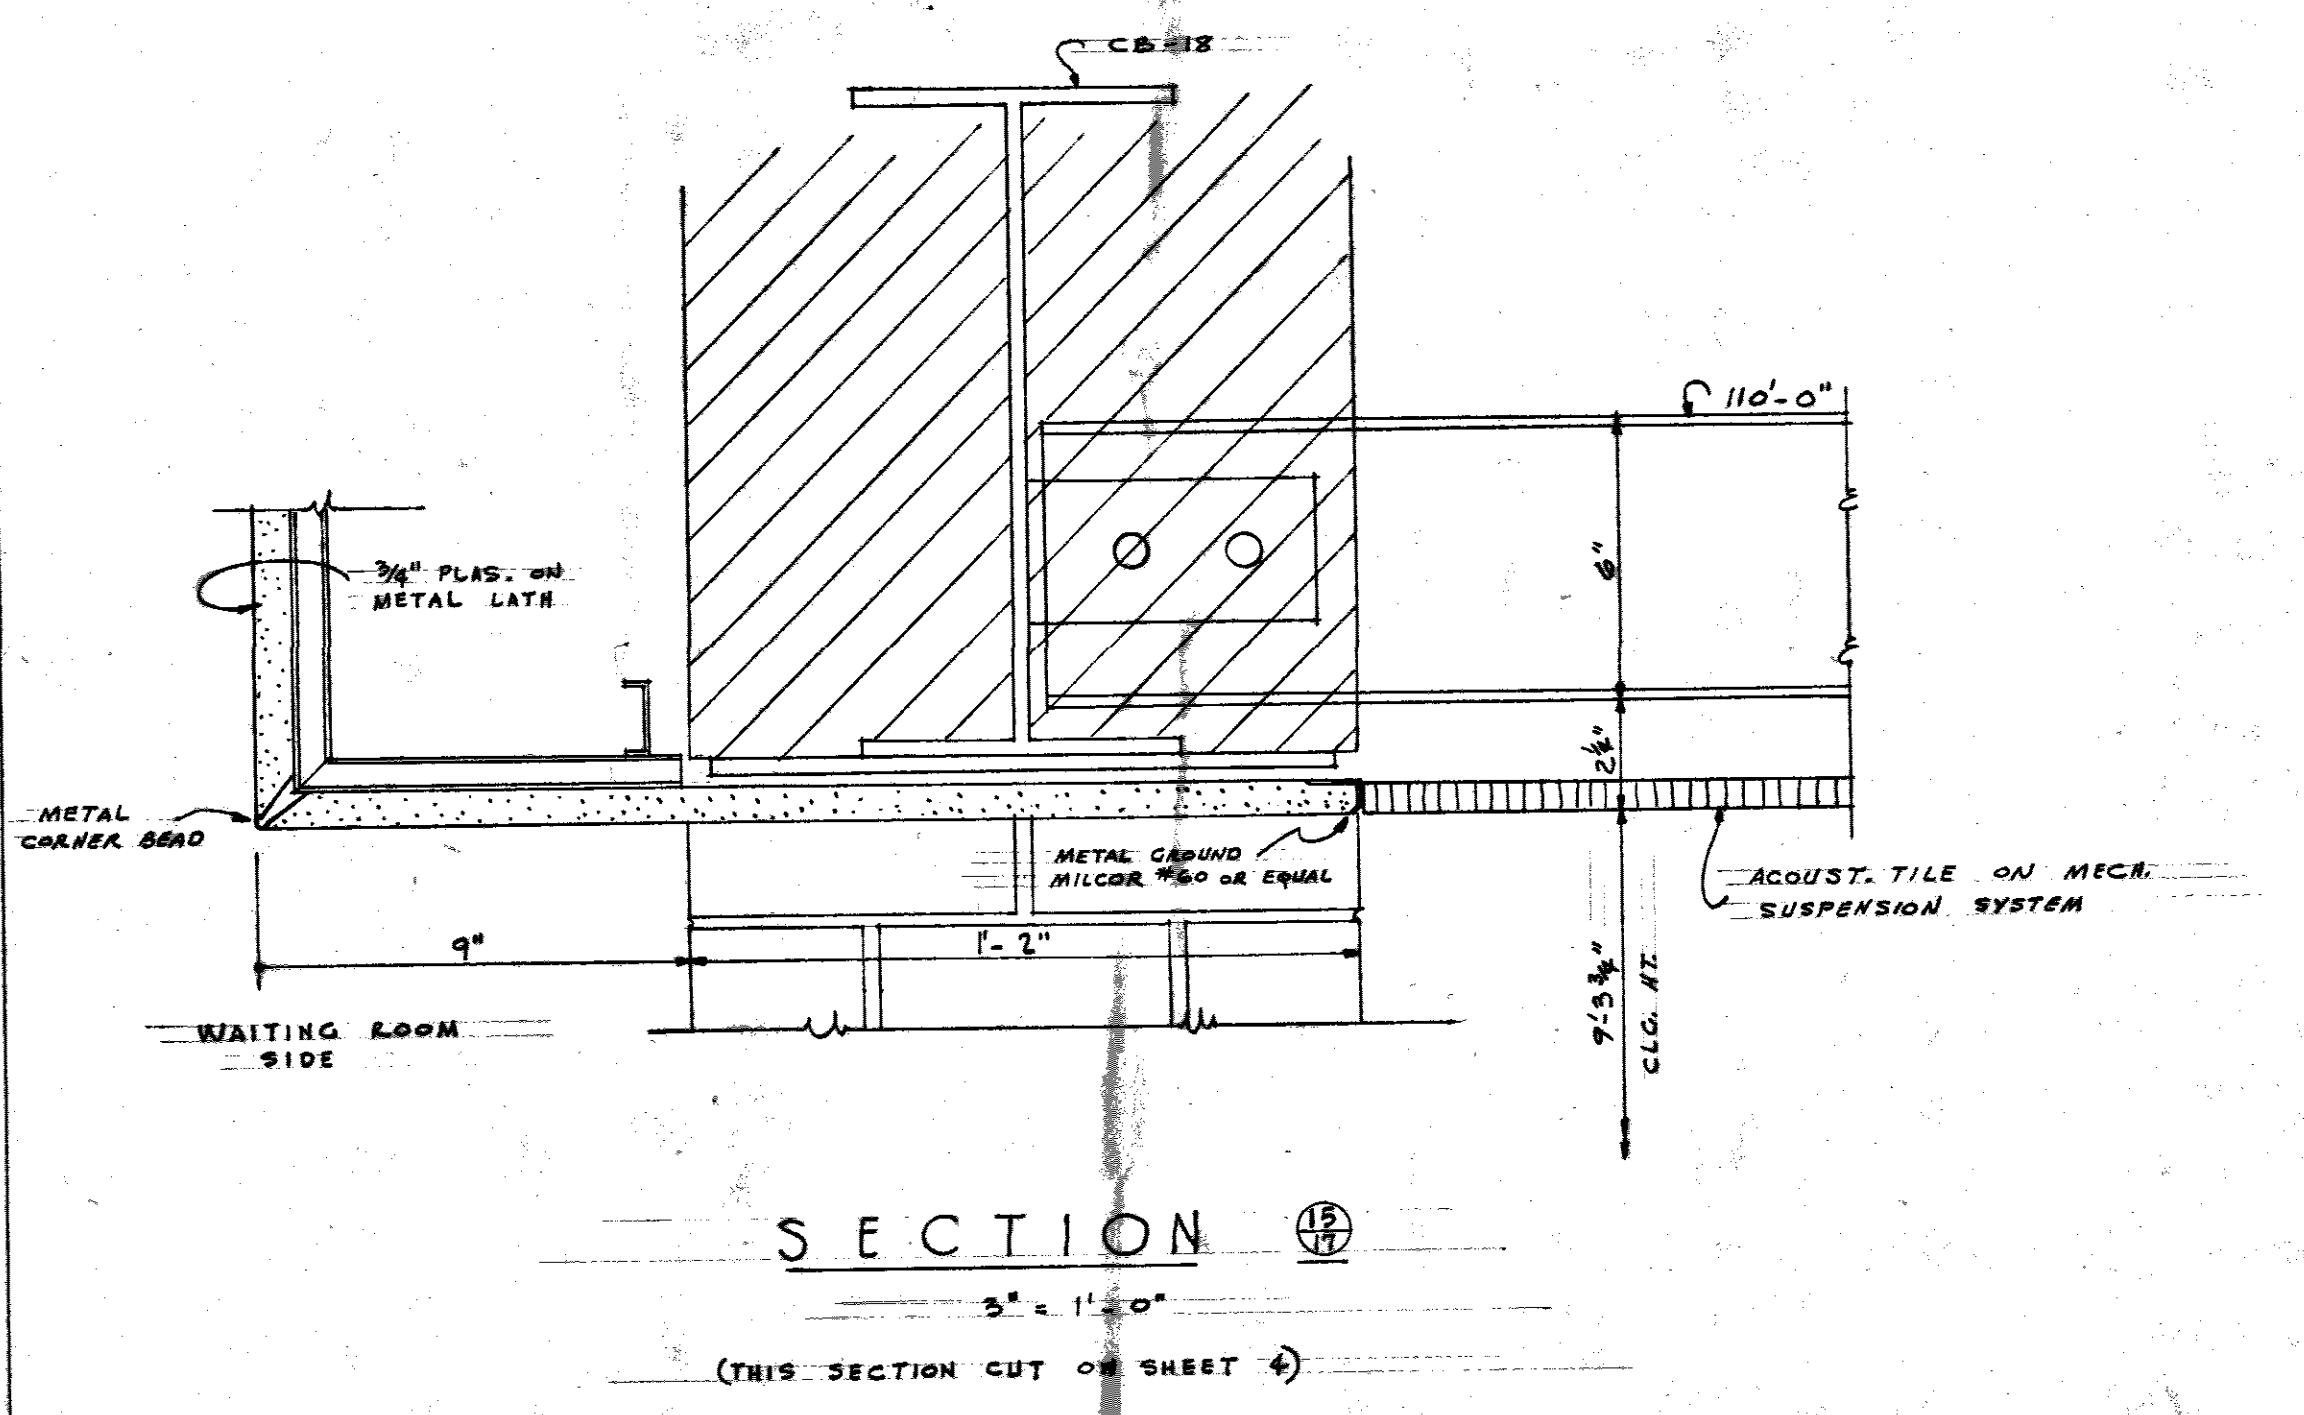 CB-18
110'-0"
3/4" PLAS. ON
METAL LATH
6"
2 1/4"
METAL
CORNER BEAD
METAL GROUND
MILCOR #60 OR EQUAL
ACOUST. TILE ON MECH.
SUSPENSION SYSTEM
9"
1'-2"
9'-3 3/4"
CLG. HT.
WAITING ROOM
SIDE
SECTION
15
17
3" = 1'-0"
(THIS SECTION CUT ON SHEET 4)